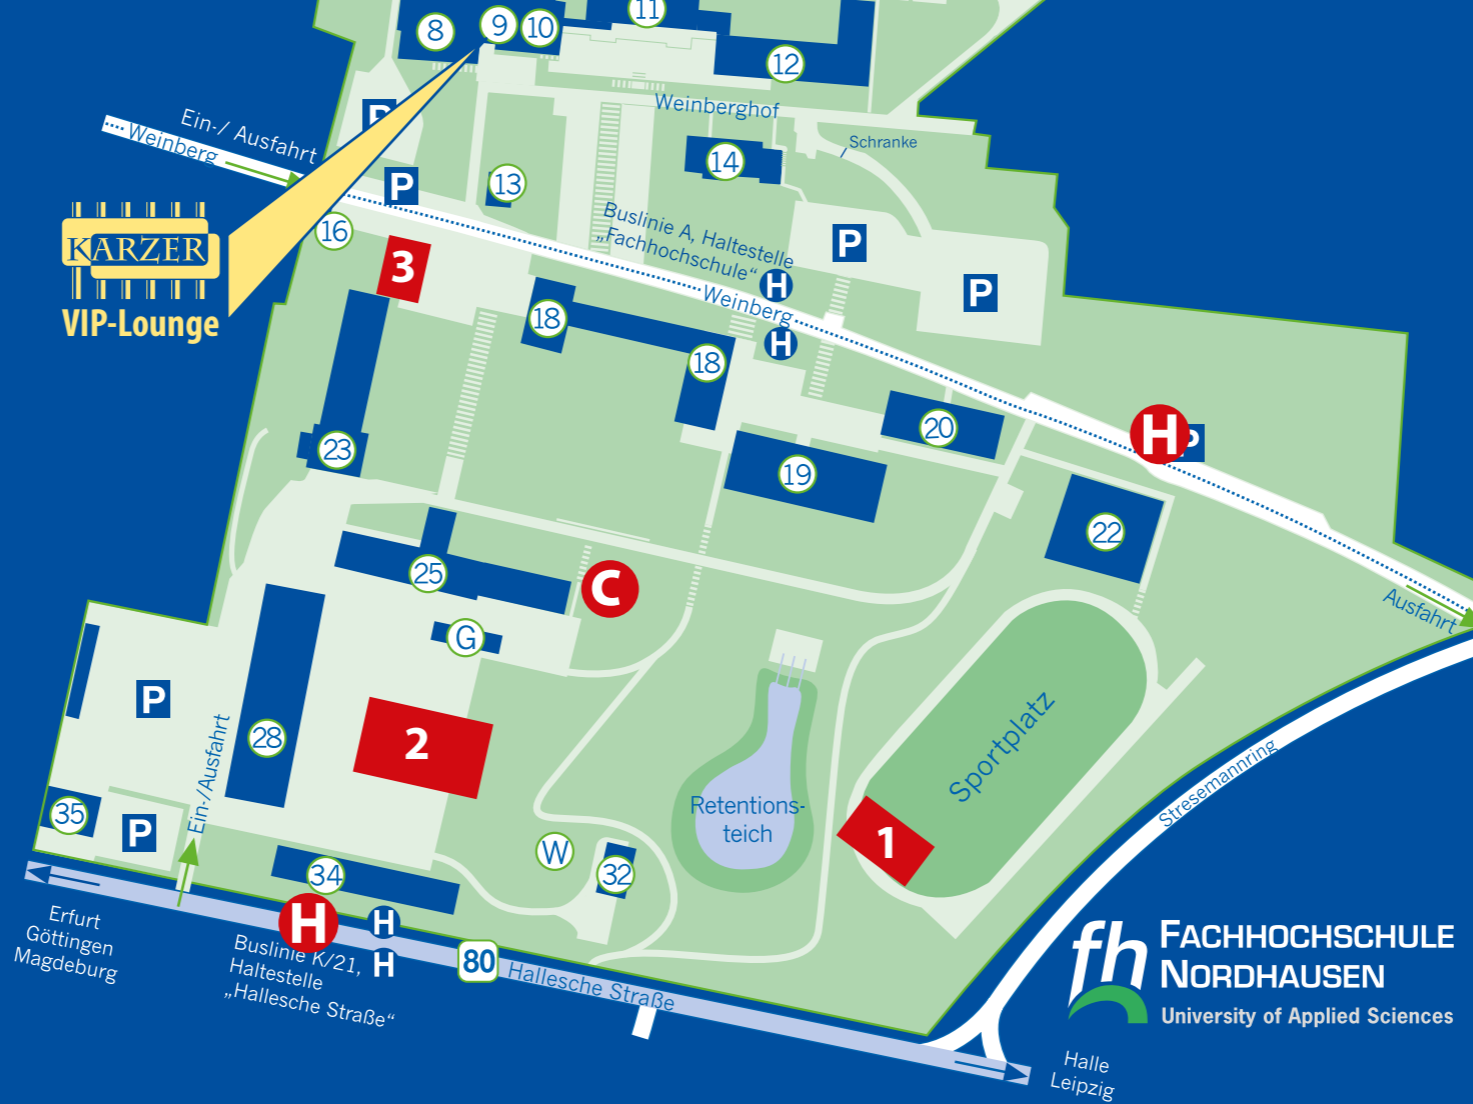 8
9
10
11
12
Weinberghof
P
Ein-/ Ausfahrt
Weinberg
Schranke
14
13
P
16
KARZER
VIP-Lounge
3
Buslinie A, Haltestelle
„Fachhochschule“
H
Weinberg
H
P
P
18
18
20
H
P
23
19
22
25
C
Ausfahrt
G
P
28
2
Ein-/Ausfahrt
Sportplatz
Stresemannring
Retentions-
teich
1
35
P
34
W
32
H
H
H
Erfurt
Göttingen
Magdeburg
Buslinie K/21,
Haltestelle
„Hallesche Straße“
80
Hallesche Straße
fh
FACHHOCHSCHULE
NORDHAUSEN
University of Applied Sciences
Halle
Leipzig